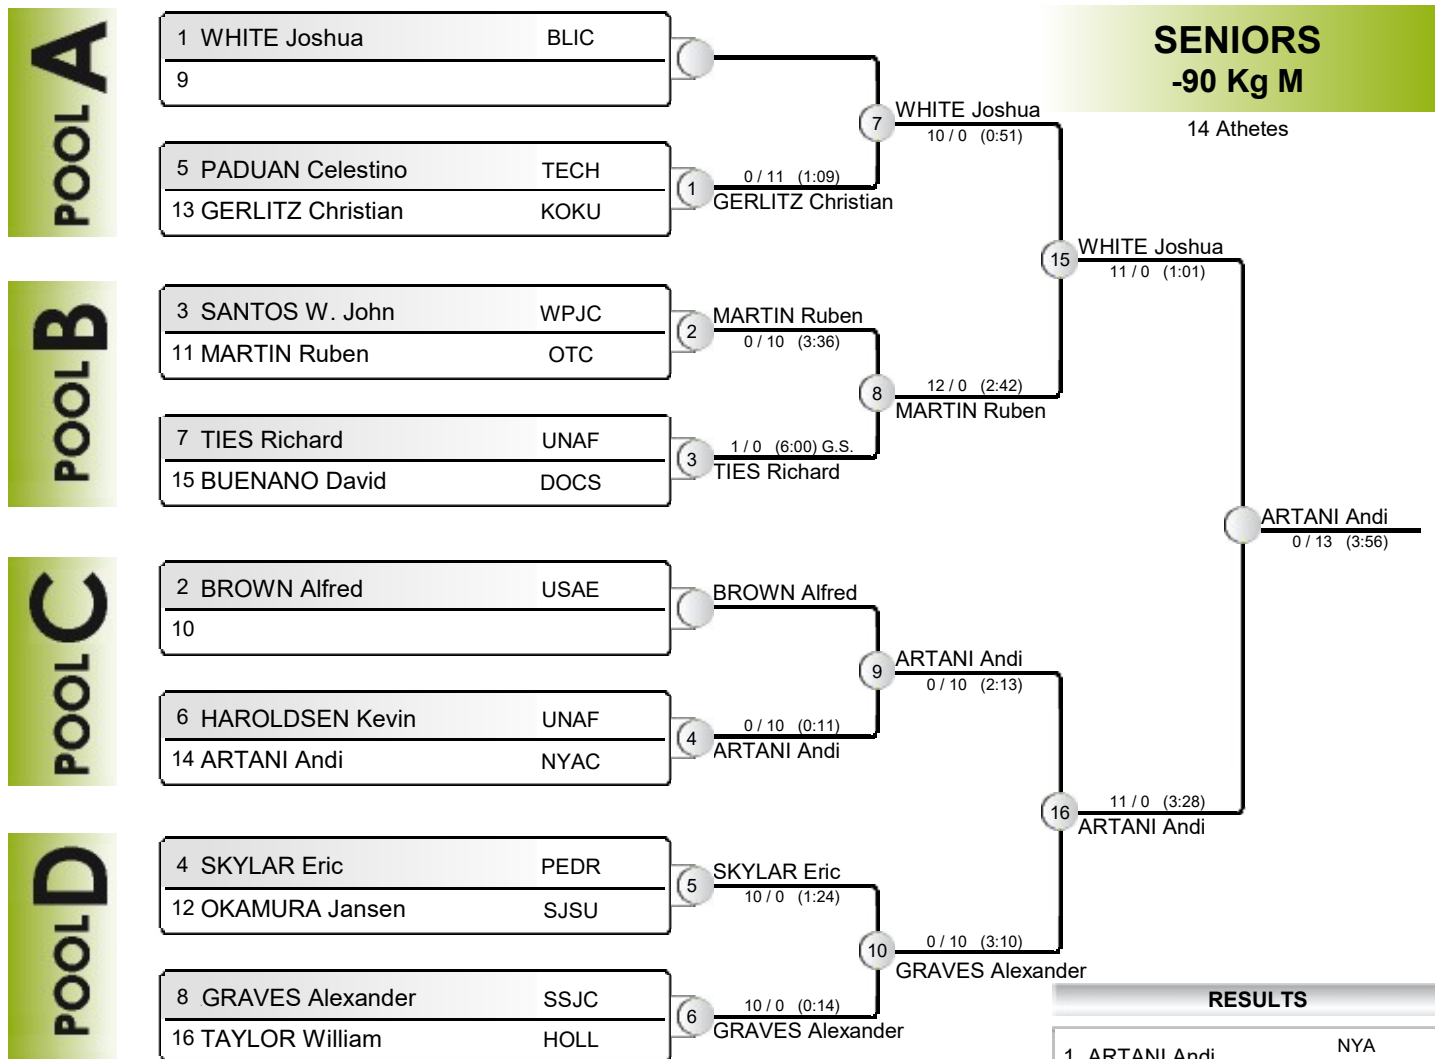 SENIORS
-90 Kg M
14 Athetes
POOL A
1 WHITE Joshua BLIC
9
5 PADUAN Celestino TECH
13 GERLITZ Christian KOKU
1
0 / 11 (1:09)
GERLITZ Christian
7
WHITE Joshua
10 / 0 (0:51)
POOL B
3 SANTOS W. John WPJC
11 MARTIN Ruben OTC
2
MARTIN Ruben
0 / 10 (3:36)
7 TIES Richard UNAF
15 BUENANO David DOCS
3
1 / 0 (6:00) G.S.
TIES Richard
8
12 / 0 (2:42)
MARTIN Ruben
15
WHITE Joshua
11 / 0 (1:01)
ARTANI Andi
0 / 13 (3:56)
POOL C
2 BROWN Alfred USAE
10
BROWN Alfred
6 HAROLDSEN Kevin UNAF
14 ARTANI Andi NYAC
4
0 / 10 (0:11)
ARTANI Andi
9
ARTANI Andi
0 / 10 (2:13)
16
11 / 0 (3:28)
ARTANI Andi
POOL D
4 SKYLAR Eric PEDR
12 OKAMURA Jansen SJSU
5
SKYLAR Eric
10 / 0 (1:24)
8 GRAVES Alexander SSJC
16 TAYLOR William HOLL
6
10 / 0 (0:14)
GRAVES Alexander
10
0 / 10 (3:10)
GRAVES Alexander
RESULTS
1 ARTANI Andi NYA